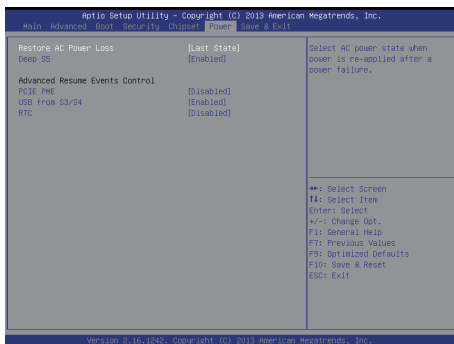 Aptio Setup Utility – Copyright (C) 2013 American Megatrends, Inc.
Main Advanced Boot Security Chipset Power Save & Exit
Restore AC Power Loss [Last State]
Deep S5 [Enabled]
Advanced Resume Events Control
PCIE PME [Disabled]
USB from S3/S4 [Enabled]
RTC [Disabled]
Select AC power state when
power is re-applied after a
power failure.
→←: Select Screen
↑↓: Select Item
Enter: Select
+/-: Change Opt.
F1: General Help
F7: Previous Values
F9: Optimized Defaults
F10: Save & Reset
ESC: Exit
Version 2.16.1242. Copyright (C) 2013 American Megatrends, Inc.